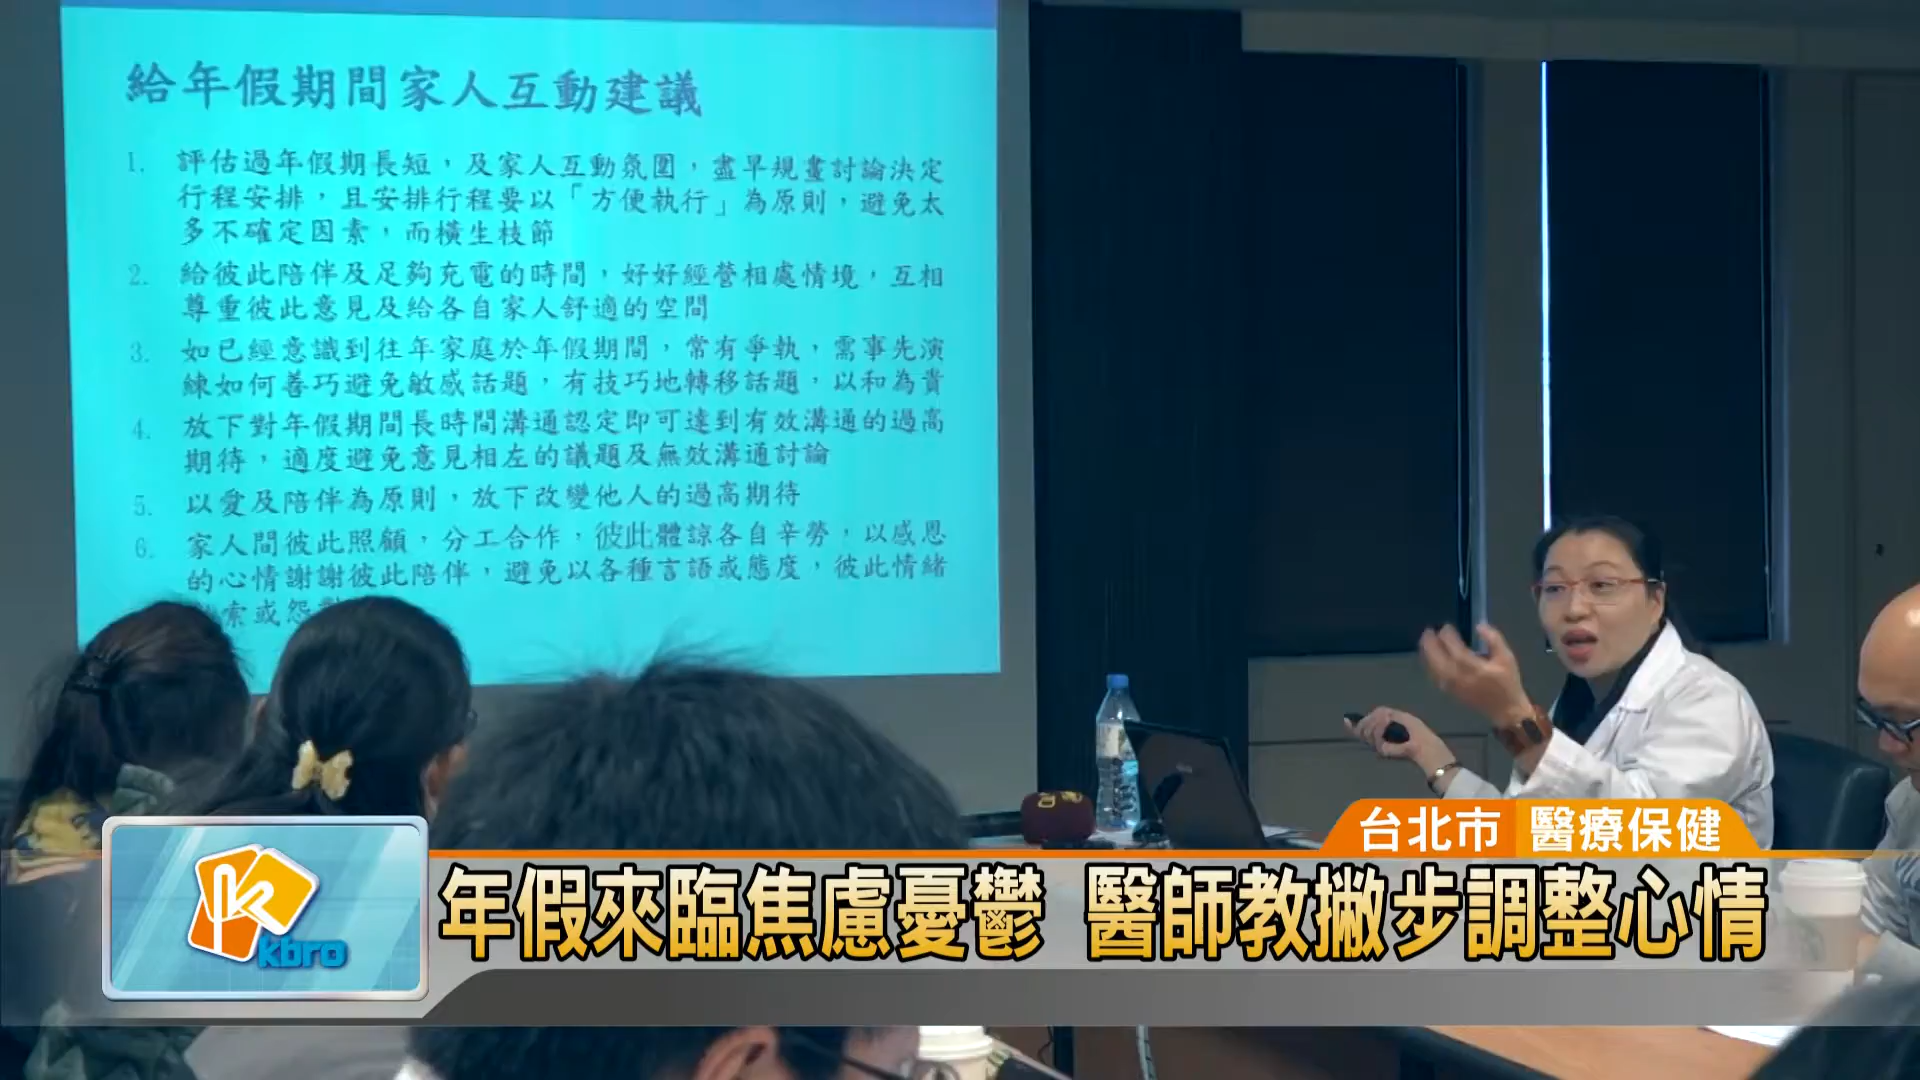 給年假期間家人互動建議
1. 評估過年假期長短，及家人互動氛圍，盡早規畫討論決定
行程安排，且安排行程要以「方便執行」為原則，避免太
多不確定因素，而橫生枝節
2. 給彼此陪伴及足夠充電的時間，好好經營相處情境，互相
尊重彼此意見及給各自家人舒適的空間
3. 如已經意識到往年家庭於年假期間，常有爭執，需事先演
練如何善巧避免敏感話題，有技巧地轉移話題，以和為貴
4. 放下對年假期間長時間溝通認定即可達到有效溝通的過高
期待，適度避免意見相左的議題及無效溝通討論
5. 以愛及陪伴為原則，放下改變他人的過高期待
6. 家人間彼此照顧，分工合作，彼此體諒各自辛勞，以感恩
的心情謝謝彼此陪伴，避免以各種言語或態度，彼此情緒
索或怨
台北市 醫療保健
kbro
年假來臨焦慮憂鬱 醫師教撇步調整心情